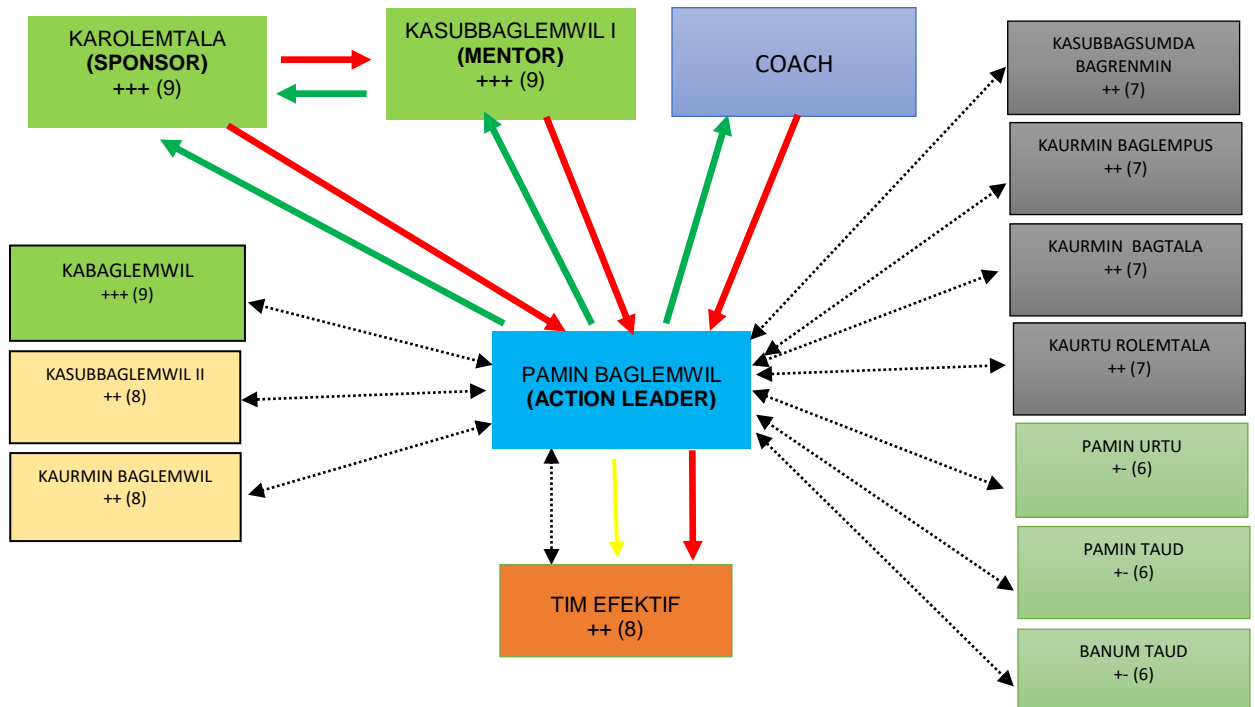 KAROLEMTALA
(SPONSOR)
+++ (9)
KASUBBAGLEMWIL I
(MENTOR)
+++ (9)
COACH
KASUBBAGSUMDA
BAGRENMIN
++ (7)
KAURMIN BAGLEMPUS
++ (7)
KAURMIN BAGTALA
++ (7)
KAURTU ROLEMTALA
++ (7)
KABAGLEMWIL
+++ (9)
KASUBBAGLEMWIL II
++ (8)
KAURMIN BAGLEMWIL
++ (8)
PAMIN BAGLEMWIL
(ACTION LEADER)
TIM EFEKTIF
++ (8)
PAMIN URTU
+- (6)
PAMIN TAUD
+- (6)
BANUM TAUD
+- (6)